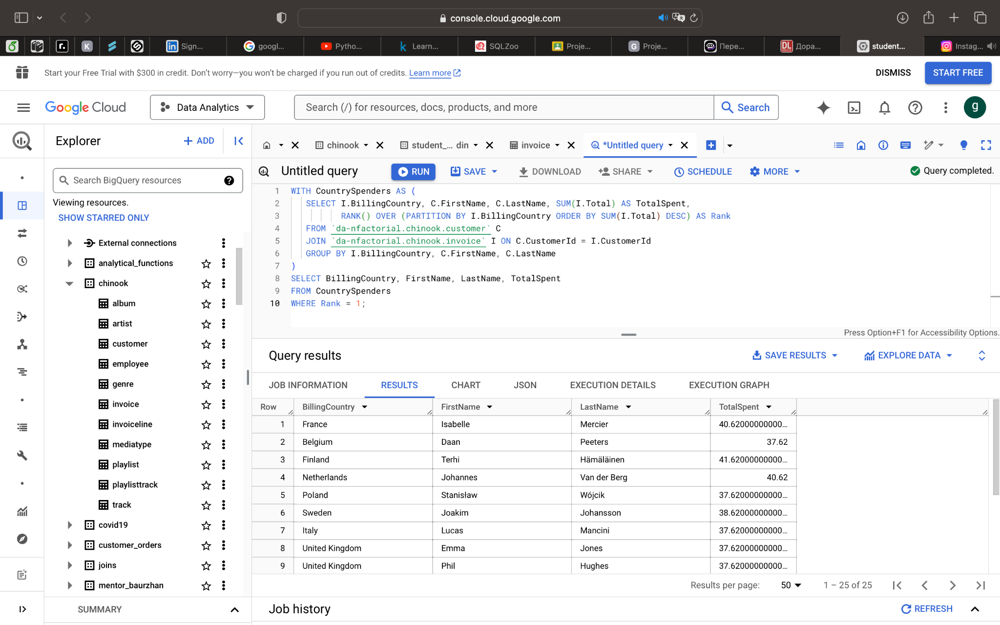 console.cloud.google.com
Sign...
googl...
Pytho...
Learn...
SQLZoo
Proje...
Proje...
Пере...
Дора...
student...
Instag...
Start your Free Trial with $300 in credit. Don't worry—you won't be charged if you run out of credits. Learn more
DISMISS
START FREE
Google Cloud
Data Analytics
Search (/) for resources, docs, products, and more
Search
g
Explorer
+ ADD
chinook
student_... din
invoice
*Untitled query
Search BigQuery resources
Viewing resources.
SHOW STARRED ONLY
External connections
analytical_functions
chinook
album
artist
customer
employee
genre
invoice
invoiceline
mediatype
playlist
playlisttrack
track
covid19
customer_orders
joins
mentor_baurzhan
SUMMARY
Untitled query
RUN
SAVE
DOWNLOAD
SHARE
SCHEDULE
MORE
Query completed.
1 WITH CountrySpenders AS (
2 SELECT I.BillingCountry, C.FirstName, C.LastName, SUM(I.Total) AS TotalSpent,
3 RANK() OVER (PARTITION BY I.BillingCountry ORDER BY SUM(I.Total) DESC) AS Rank
4 FROM `da-nfactorial.chinook.customer` C
5 JOIN `da-nfactorial.chinook.invoice` I ON C.CustomerId = I.CustomerId
6 GROUP BY I.BillingCountry, C.FirstName, C.LastName
7 )
8 SELECT BillingCountry, FirstName, LastName, TotalSpent
9 FROM CountrySpenders
10 WHERE Rank = 1;
Press Option+F1 for Accessibility Options.
Query results
SAVE RESULTS
EXPLORE DATA
JOB INFORMATION
RESULTS
CHART
JSON
EXECUTION DETAILS
EXECUTION GRAPH
Row BillingCountry FirstName LastName TotalSpent
1 France Isabelle Mercier 40.62000000000...
2 Belgium Daan Peeters 37.62
3 Finland Terhi Hämäläinen 41.62000000000...
4 Netherlands Johannes Van der Berg 40.62
5 Poland Stanisław Wójcik 37.62000000000...
6 Sweden Joakim Johansson 38.62000000000...
7 Italy Lucas Mancini 37.62000000000...
8 United Kingdom Emma Jones 37.62000000000...
9 United Kingdom Phil Hughes 37.62000000000...
Results per page: 50 1 – 25 of 25
Job history
REFRESH